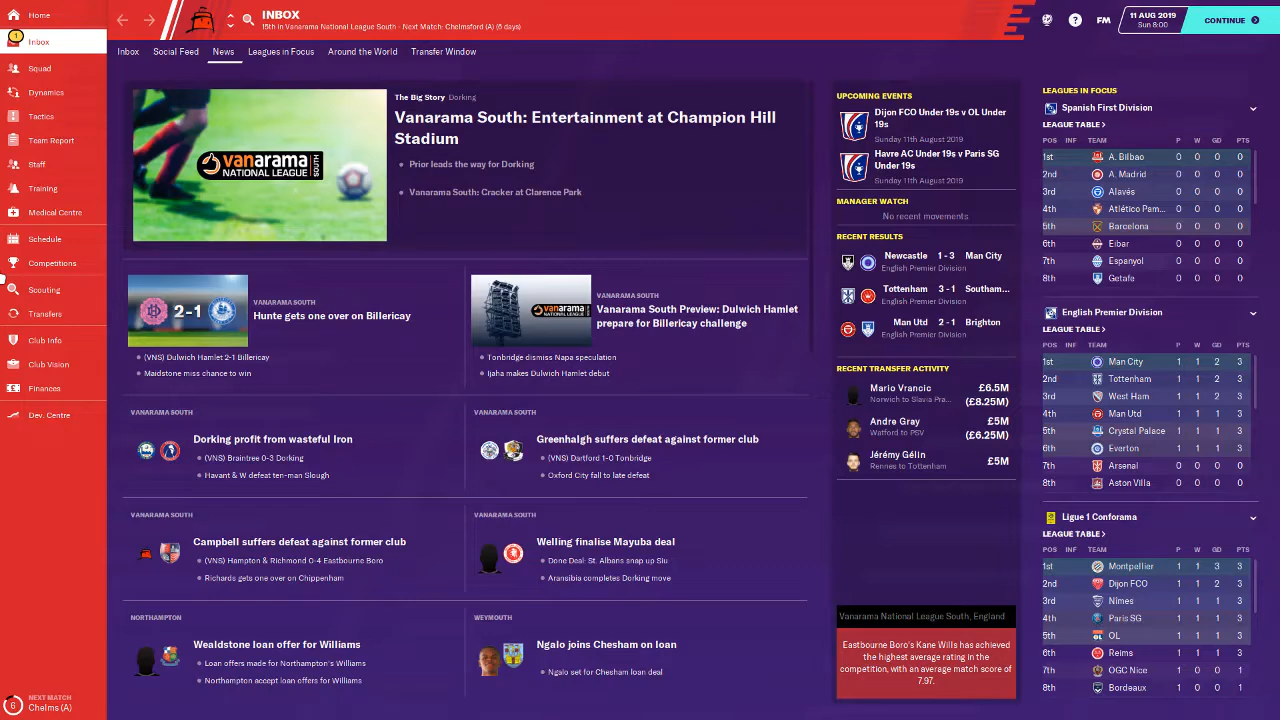 Home
1
Inbox
Squad
Dynamics
Tactics
Team Report
Staff
Training
Medical Centre
Schedule
Competitions
Scouting
Transfers
Club Info
Club Vision
Finances
Dev. Centre
6
NEXT MATCH
Chelms (A)
INBOX
15th in Vanarama National League South - Next Match: Chelmsford (A) (6 days)
?
FM
11 AUG 2019
Sun 8:00
CONTINUE
Inbox Social Feed News Leagues in Focus Around the World Transfer Window
vanarama
NATIONAL LEAGUE
SOUTH
The Big Story Dorking
Vanarama South: Entertainment at Champion Hill
Stadium
Prior leads the way for Dorking
Vanarama South: Cracker at Clarence Park
2-1
VANARAMA SOUTH
Hunte gets one over on Billericay
(VNS) Dulwich Hamlet 2-1 Billericay
Maidstone miss chance to win
vanarama
VANARAMA SOUTH
Vanarama South Preview: Dulwich Hamlet
prepare for Billericay challenge
Tonbridge dismiss Napa speculation
Ijaha makes Dulwich Hamlet debut
VANARAMA SOUTH
Dorking profit from wasteful Iron
(VNS) Braintree 0-3 Dorking
Havant & W defeat ten-man Slough
VANARAMA SOUTH
Greenhalgh suffers defeat against former club
(VNS) Dartford 1-0 Tonbridge
Oxford City fall to late defeat
VANARAMA SOUTH
Campbell suffers defeat against former club
(VNS) Hampton & Richmond 0-4 Eastbourne Boro
Richards gets one over on Chippenham
VANARAMA SOUTH
Welling finalise Mayuba deal
Done Deal: St. Albans snap up Siu
Aransibia completes Dorking move
NORTHAMPTON
Wealdstone loan offer for Williams
Loan offers made for Northampton's Williams
Northampton accept loan offers for Williams
WEYMOUTH
Ngalo joins Chesham on loan
Ngalo set for Chesham loan deal
UPCOMING EVENTS
Dijon FCO Under 19s v OL Under
19s
Sunday 11th August 2019
Havre AC Under 19s v Paris SG
Under 19s
Sunday 11th August 2019
MANAGER WATCH
No recent movements
RECENT RESULTS
Newcastle 1 - 3 Man City
English Premier Division
Tottenham 3 - 1 Southam...
English Premier Division
Man Utd 2 - 1 Brighton
English Premier Division
RECENT TRANSFER ACTIVITY
Mario Vrancic £6.5M
Norwich to Slavia Pra... (£8.25M)
Andre Gray £5M
Watford to PSV (£6.25M)
Jérémy Gélin £5M
Rennes to Tottenham
Vanarama National League South, England
Eastbourne Boro's Kane Wills has achieved
the highest average rating in the
competition, with an average match score of
7.97.
LEAGUES IN FOCUS
Spanish First Division
LEAGUE TABLE
POS INF TEAM P W GD PTS
1st A. Bilbao 0 0 0 0
2nd A. Madrid 0 0 0 0
3rd Alavés 0 0 0 0
4th Atlético Pam... 0 0 0 0
5th Barcelona 0 0 0 0
6th Eibar 0 0 0 0
7th Espanyol 0 0 0 0
8th Getafe 0 0 0 0
English Premier Division
LEAGUE TABLE
POS INF TEAM P W GD PTS
1st Man City 1 1 2 3
2nd Tottenham 1 1 2 3
3rd West Ham 1 1 2 3
4th Man Utd 1 1 1 3
5th Crystal Palace 1 1 1 3
6th Everton 1 1 1 3
7th Arsenal 0 0 0 0
8th Aston Villa 0 0 0 0
Ligue 1 Conforama
LEAGUE TABLE
POS INF TEAM P W GD PTS
1st Montpellier 1 1 3 3
2nd Dijon FCO 1 1 2 3
3rd Nîmes 1 1 1 3
4th Paris SG 1 1 1 3
5th OL 1 1 1 3
6th Reims 1 1 1 3
7th OGC Nice 1 0 0 1
8th Bordeaux 1 0 0 1